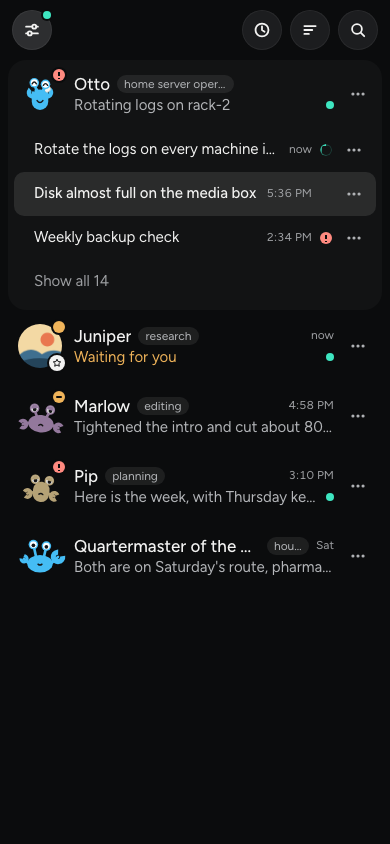 Otto home server oper...
Rotating logs on rack-2
Rotate the logs on every machine i... now
Disk almost full on the media box 5:36 PM
Weekly backup check 2:34 PM
Show all 14
Juniper research now
Waiting for you
Marlow editing 4:58 PM
Tightened the intro and cut about 80...
Pip planning 3:10 PM
Here is the week, with Thursday ke...
Quartermaster of the ... hou... Sat
Both are on Saturday's route, pharma...